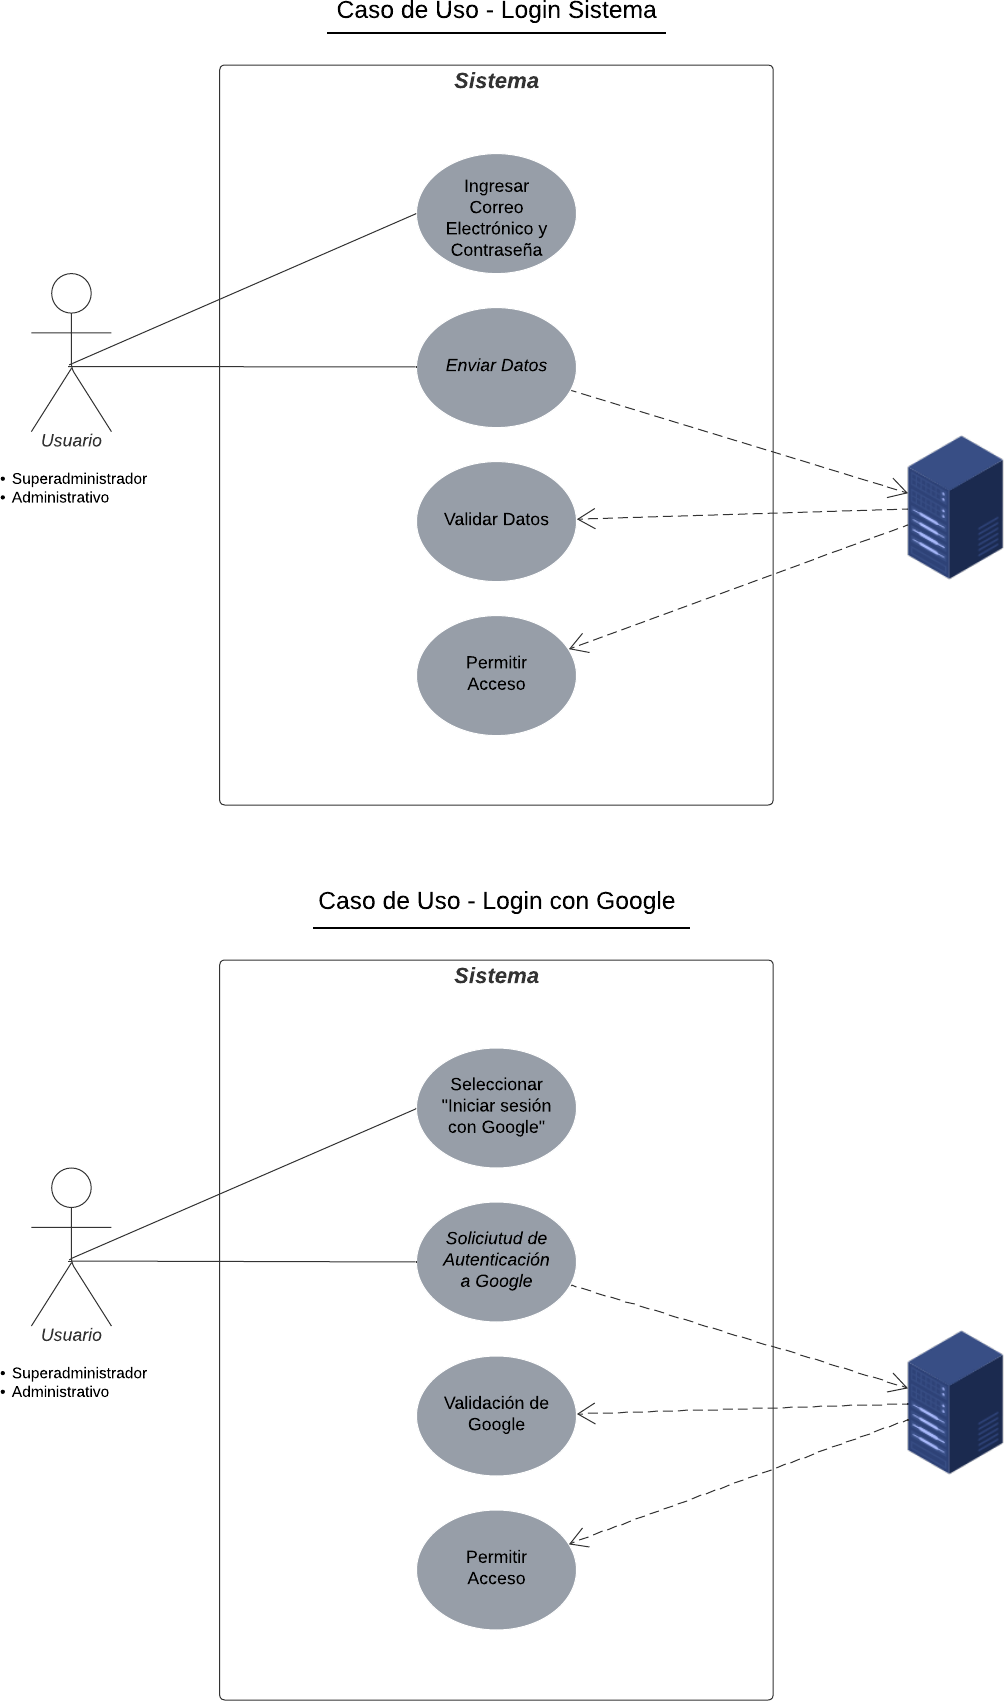 Caso de Uso - Login Sistema
Sistema
Ingresar
Correo
Electrónico y
Contraseña
Enviar Datos
Usuario
• Superadministrador
• Administrativo
Validar Datos
Permitir
Acceso
Caso de Uso - Login con Google
Sistema
Seleccionar
"Iniciar sesión
con Google"
Soliciutud de
Autenticación
a Google
Usuario
• Superadministrador
• Administrativo
Validación de
Google
Permitir
Acceso